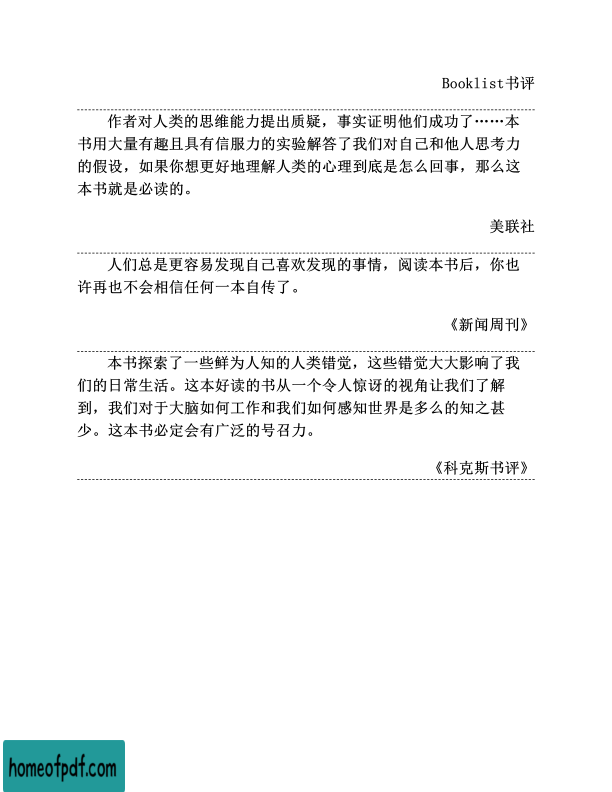 Booklist书评
作者对人类的思维能力提出质疑，事实证明他们成功了……本
书用大量有趣且具有信服力的实验解答了我们对自己和他人思考力
的假设，如果你想更好地理解人类的心理到底是怎么回事，那么这
本书就是必读的。
美联社
人们总是更容易发现自己喜欢发现的事情，阅读本书后，你也
许再也不会相信任何一本自传了。
《新闻周刊》
本书探索了一些鲜为人知的人类错觉，这些错觉大大影响了我
们的日常生活。这本好读的书从一个令人惊讶的视角让我们了解
到，我们对于大脑如何工作和我们如何感知世界是多么的知之甚
少。这本书必定会有广泛的号召力。
《科克斯书评》
homeofpdf.com